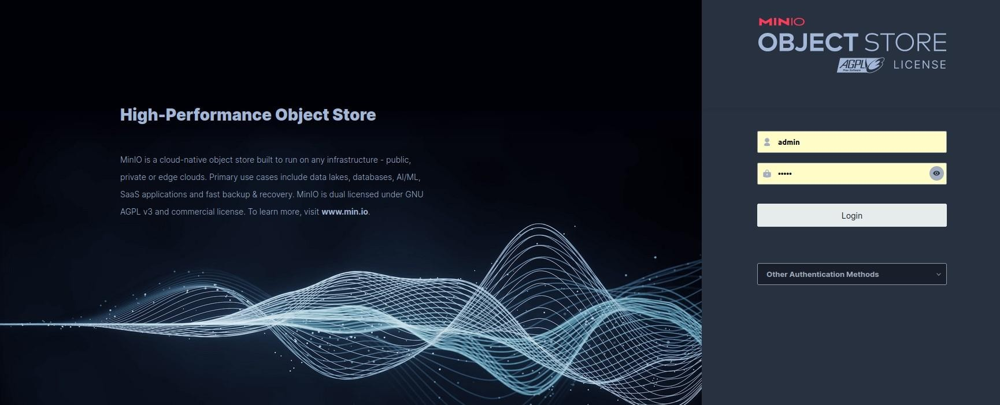 High-Performance Object Store
MinIO is a cloud-native object store built to run on any infrastructure - public,
private or edge clouds. Primary use cases include data lakes, databases, AI/ML,
SaaS applications and fast backup & recovery. MinIO is dual licensed under GNU
AGPL v3 and commercial license. To learn more, visit www.min.io.
MINIO
OBJECT STORE
AGPL 3 LICENSE
Free Software
admin
•••••
Login
Other Authentication Methods